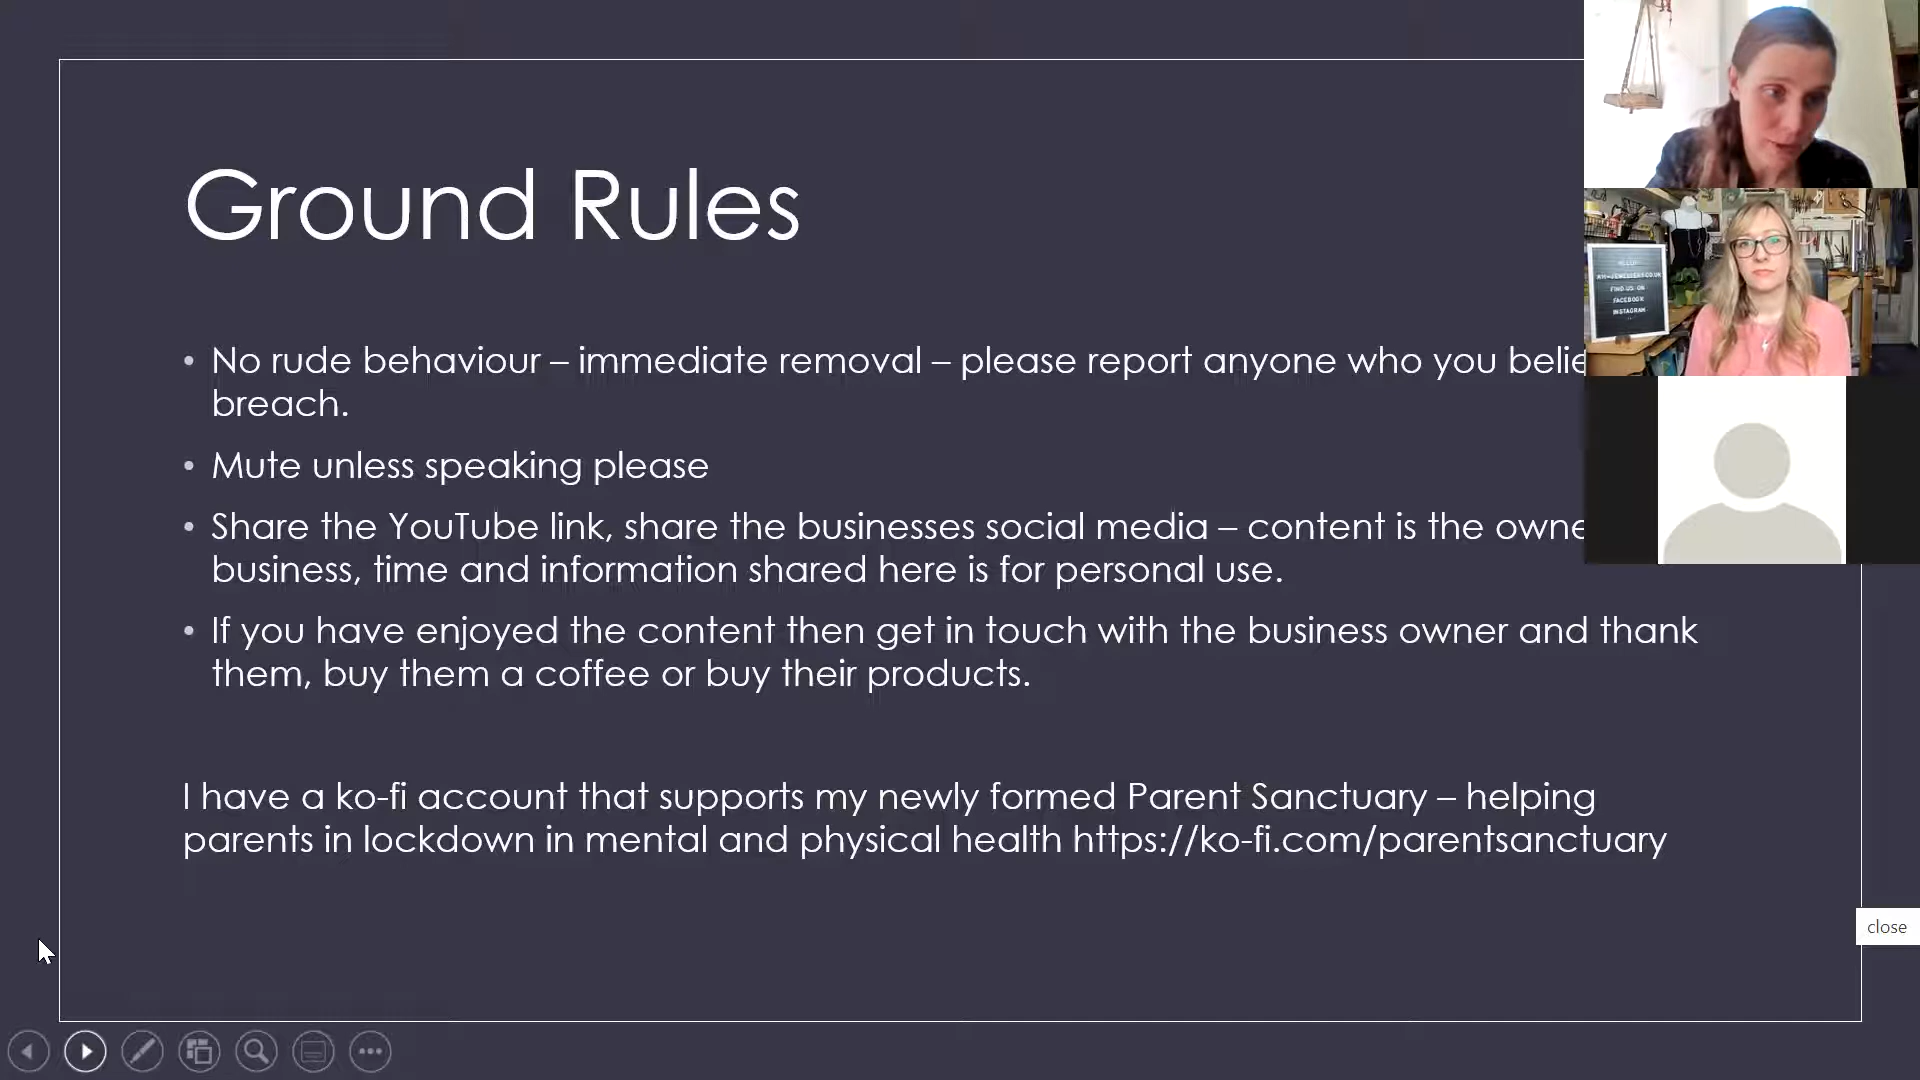 Ground Rules
• No rude behaviour – immediate removal – please report anyone who you
breach.
• Mute unless speaking please
• Share the YouTube link, share the businesses social media – content is the
business, time and information shared here is for personal use.
• If you have enjoyed the content then get in touch with the business owner and thank
them, buy them a coffee or buy their products.
I have a ko-fi account that supports my newly formed Parent Sanctuary – helping
parents in lockdown in mental and physical health https://ko-fi.com/parentsanctuary
FIND US ON
FACEBOOK
INSTAGRAM
close